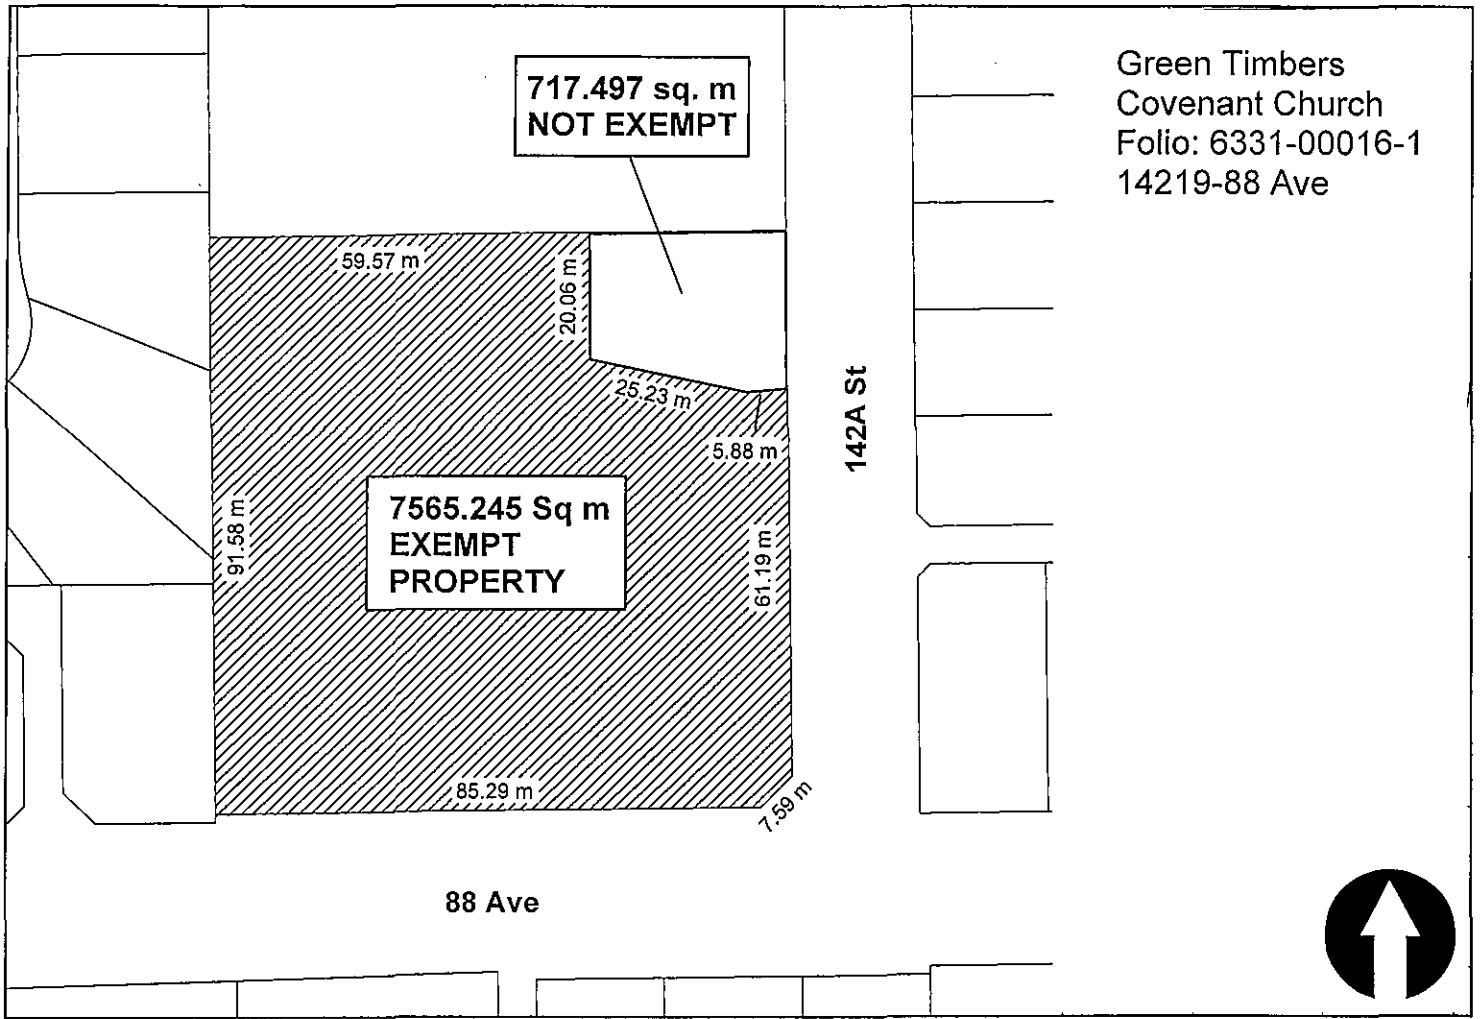 Green Timbers
Covenant Church
Folio: 6331-00016-1
14219-88 Ave
717.497 sq. m
NOT EXEMPT
59.57 m
20.06 m
25.23 m
5.88 m
142A St
7565.245 Sq m
EXEMPT
PROPERTY
91.58 m
61.19 m
85.29 m
7.59 m
88 Ave